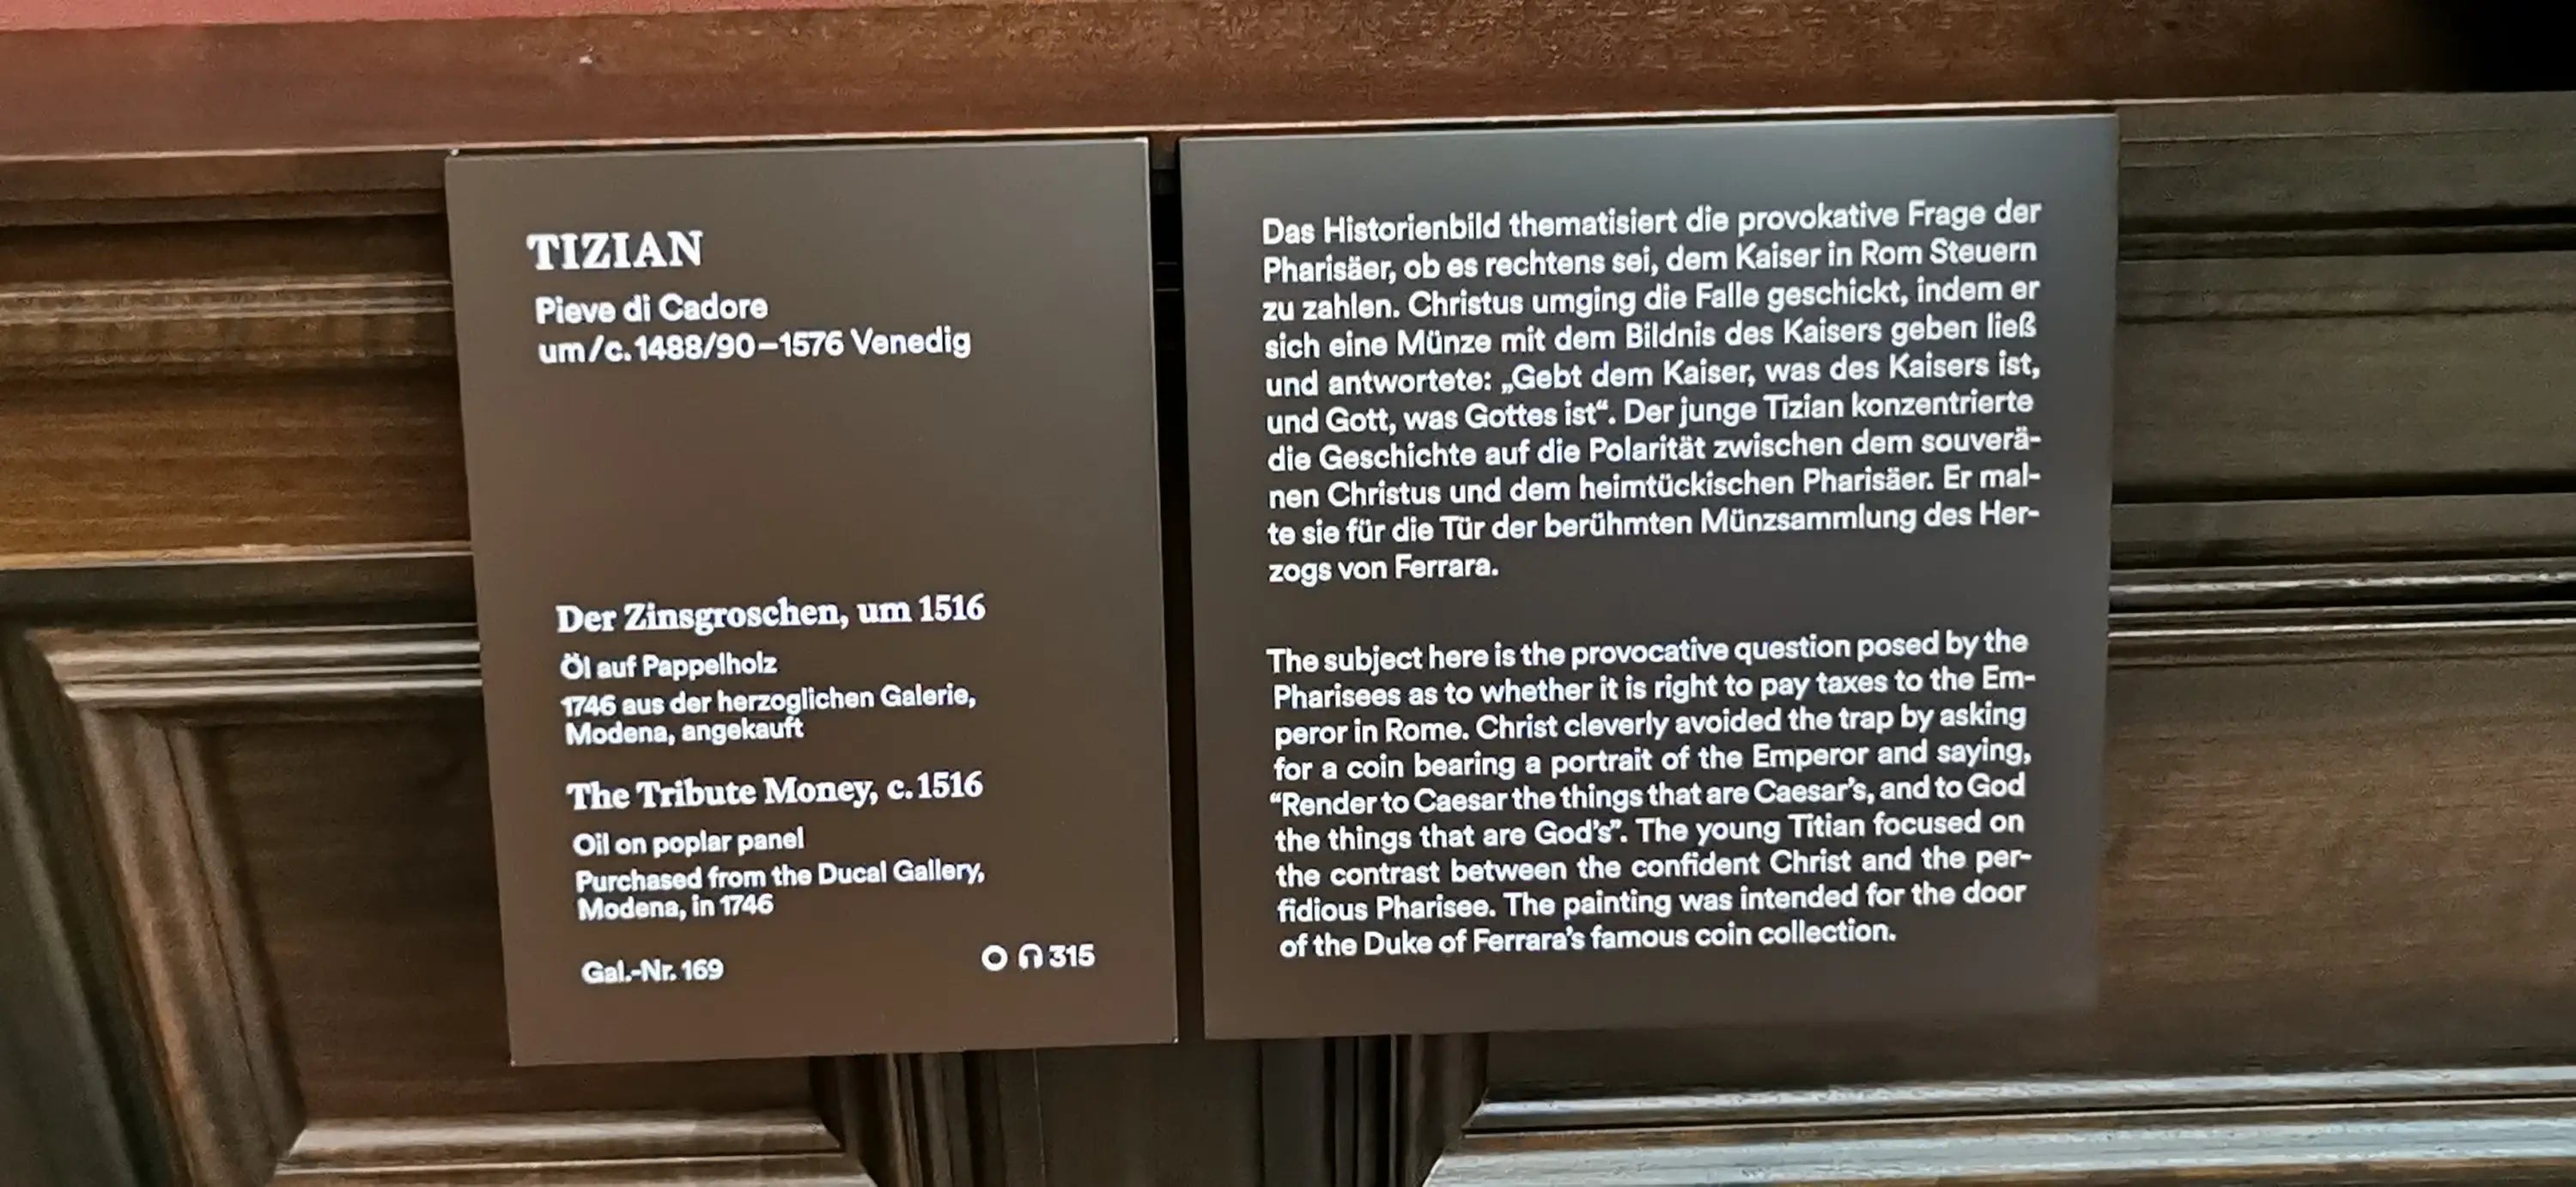 TIZIAN
Pieve di Cadore
um/c. 1488/90–1576 Venedig
Der Zinsgroschen, um 1516
Öl auf Pappelholz
1746 aus der herzoglichen Galerie,
Modena, angekauft
The Tribute Money, c. 1516
Oil on poplar panel
Purchased from the Ducal Gallery,
Modena, in 1746
Gal.-Nr. 169
315
Das Historienbild thematisiert die provokative Frage der
Pharisäer, ob es rechtens sei, dem Kaiser in Rom Steuern
zu zahlen. Christus umging die Falle geschickt, indem er
sich eine Münze mit dem Bildnis des Kaisers geben ließ
und antwortete: „Gebt dem Kaiser, was des Kaisers ist,
und Gott, was Gottes ist“. Der junge Tizian konzentrierte
die Geschichte auf die Polarität zwischen dem souverä-
nen Christus und dem heimtückischen Pharisäer. Er mal-
te sie für die Tür der berühmten Münzsammlung des Her-
zogs von Ferrara.
The subject here is the provocative question posed by the
Pharisees as to whether it is right to pay taxes to the Em-
peror in Rome. Christ cleverly avoided the trap by asking
for a coin bearing a portrait of the Emperor and saying,
“Render to Caesar the things that are Caesar’s, and to God
the things that are God’s”. The young Titian focused on
the contrast between the confident Christ and the per-
fidious Pharisee. The painting was intended for the door
of the Duke of Ferrara’s famous coin collection.